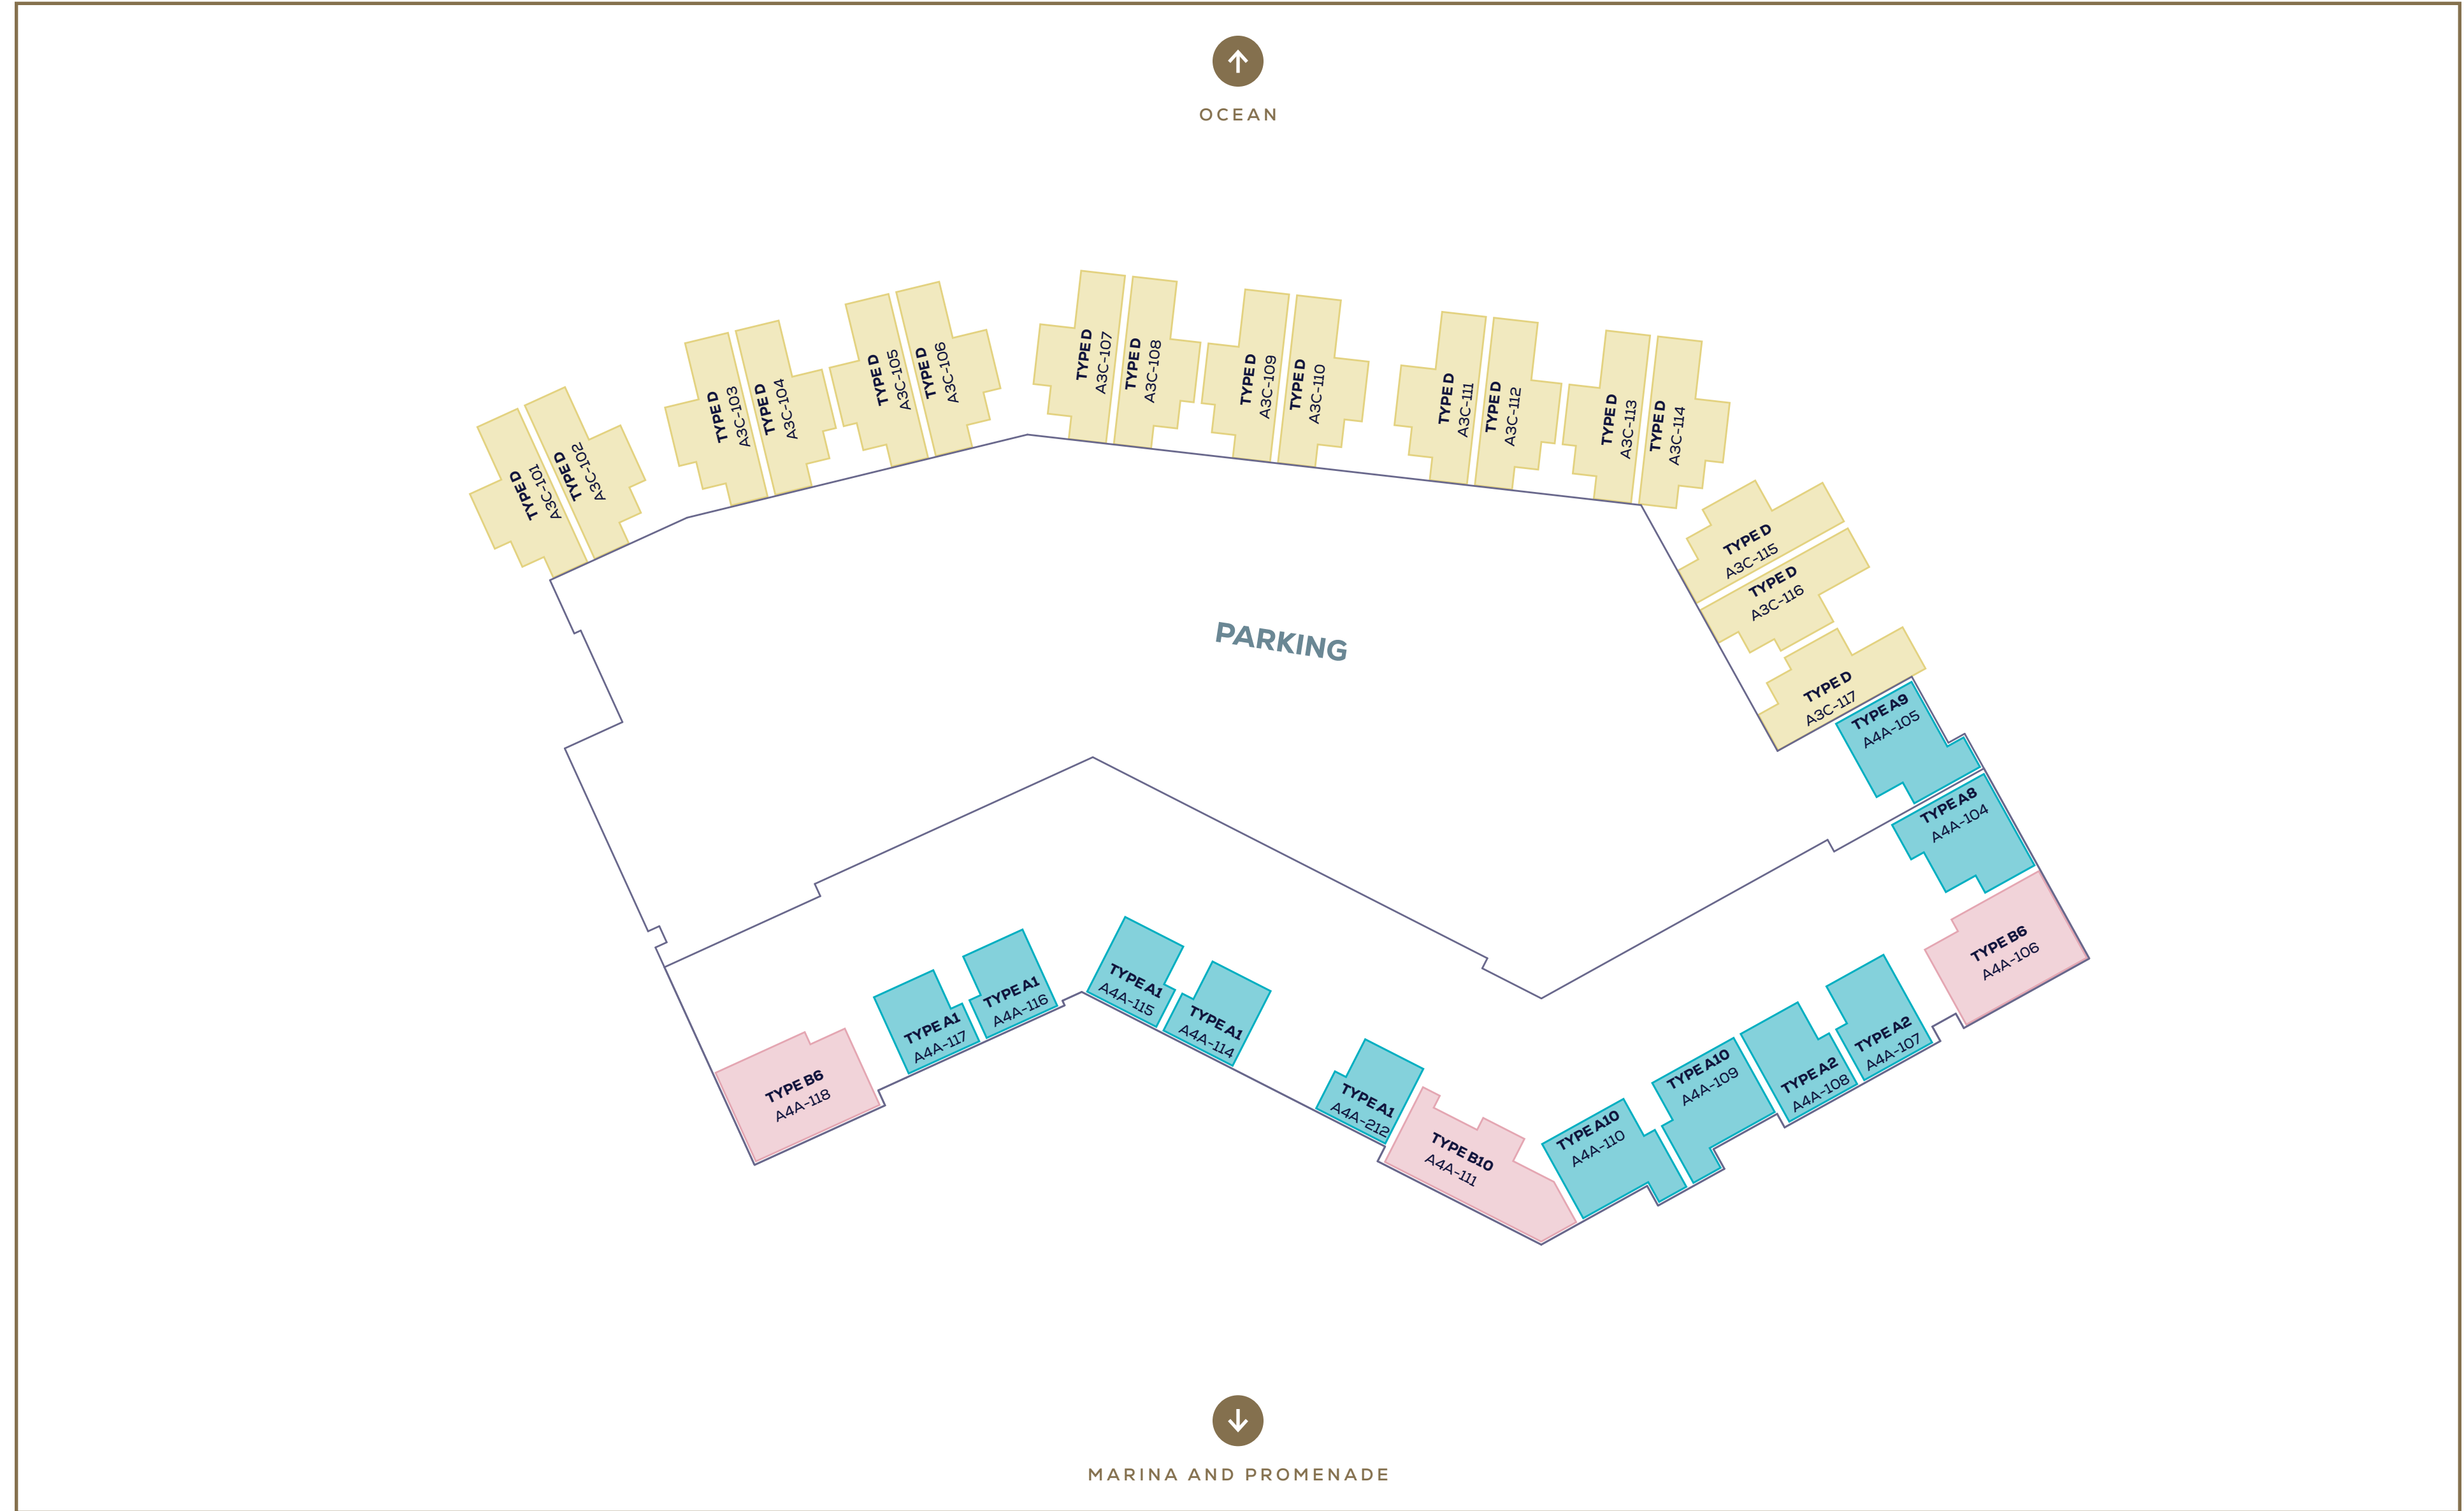 OCEAN
TYPE D
A3C-101
TYPE D
A3C-102
TYPE D
A3C-103
TYPE D
A3C-104
TYPE D
A3C-105
TYPE D
A3C-106
TYPE D
A3C-107
TYPE D
A3C-108
TYPE D
A3C-109
TYPE D
A3C-110
TYPE D
A3C-111
TYPE D
A3C-112
TYPE D
A3C-113
TYPE D
A3C-114
TYPE D
A3C-115
TYPE D
A3C-116
TYPE D
A3C-117
PARKING
TYPE A9
A4A-105
TYPE A8
A4A-104
TYPE B6
A4A-106
TYPE A2
A4A-107
TYPE A2
A4A-108
TYPE A10
A4A-109
TYPE A10
A4A-110
TYPE B10
A4A-111
TYPE A1
A4A-212
TYPE A1
A4A-114
TYPE A1
A4A-115
TYPE A1
A4A-116
TYPE A1
A4A-117
TYPE B6
A4A-118
MARINA AND PROMENADE